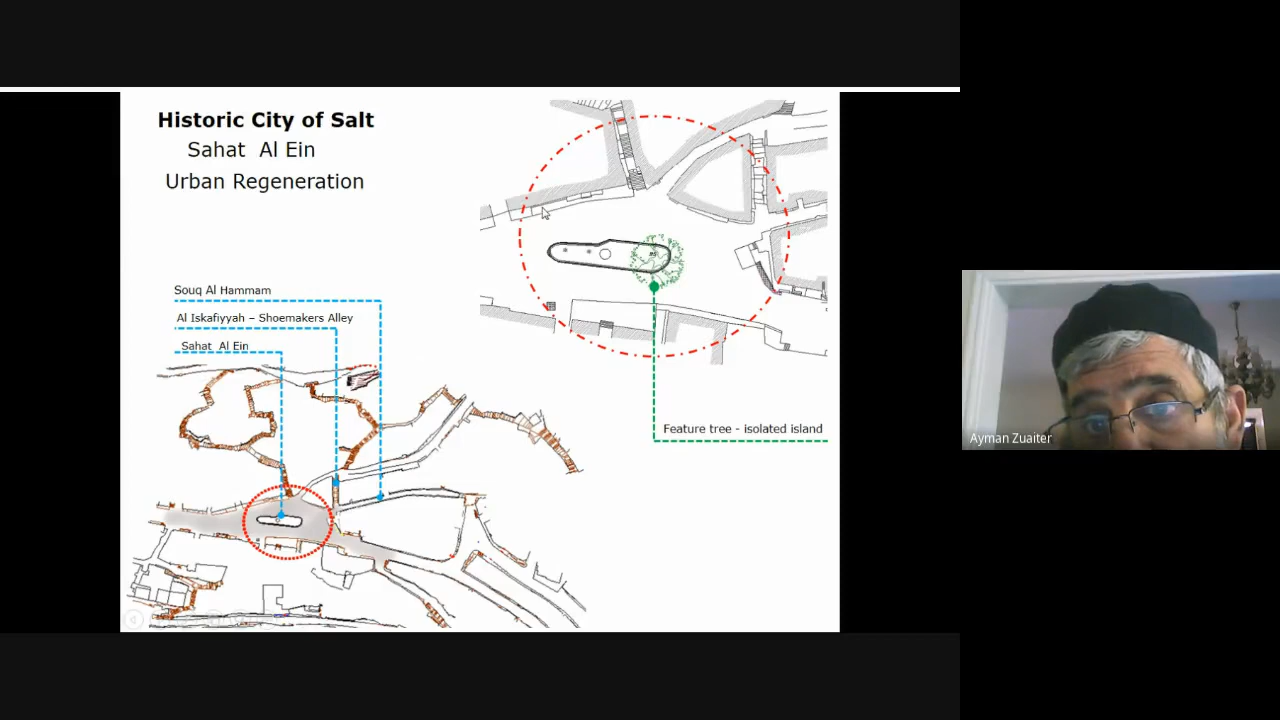 Historic City of Salt
Sahat Al Ein
Urban Regeneration
Souq Al Hammam
Al Iskafiyyah – Shoemakers Alley
Sahat Al Ein
Feature tree - isolated island
Ayman Zuaiter